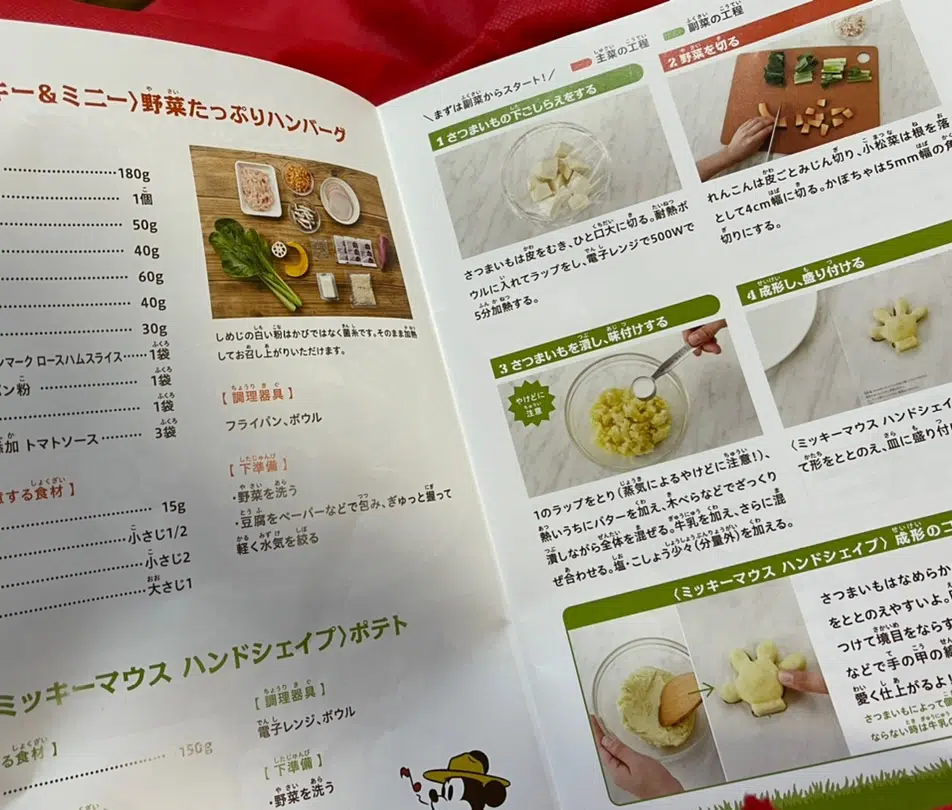 キー&ミニー〉野菜たっぷりハンバーグ
180g
1個
50g
40g
60g
40g
30g
マーク ロースハムスライス……1袋
パン粉 1袋
1袋
加 トマトソース……3袋
する食材 】
15g
小さじ1/2
小さじ2
大さじ1
しめじの白い粉はかびではなく菌糸です。そのまま加熱
してお召し上がりいただけます。
【 調理器具 】
フライパン、ボウル
【 下準備 】
・野菜を洗う
・豆腐をペーパーなどで包み、ぎゅっと握って
軽く水気を絞る
ミッキーマウス ハンドシェイプ〉ポテト
る食材 】
150g
【 調理器具 】
電子レンジ、ボウル
【 下準備 】
・野菜を洗う
\まずは副菜からスタート!/
主菜の工程
副菜の工程
1 さつまいもの下ごしらえをする
さつまいもは皮をむき、ひと口大に切る。耐熱ボ
ウルに入れてラップをし、電子レンジで500Wで
5分加熱する。
2 野菜を切る
れんこんは皮ごとみじん切り、小松菜は根を落
として4cm幅に切る。かぼちゃは5mm幅の角
切りにする。
3 さつまいもを潰し、味付けする
やけどに
注意
1のラップをとり(蒸気によるやけどに注意!)、
熱いうちにバターを加え、木べらなどでざっくり
潰しながら全体を混ぜる。牛乳を加え、さらに混
ぜ合わせる。塩・こしょう少々(分量外)を加える。
4 成形し、盛り付ける
〈ミッキーマウス ハンドシェイ
て形をととのえ、皿に盛り付け
〈ミッキーマウス ハンドシェイプ〉 成形のコ
さつまいもはなめらか
をととのえやすいよ。
つけて境目をならす
などで手の甲の線
愛く仕上がるよ!
さつまいもによって
ならない時は牛乳